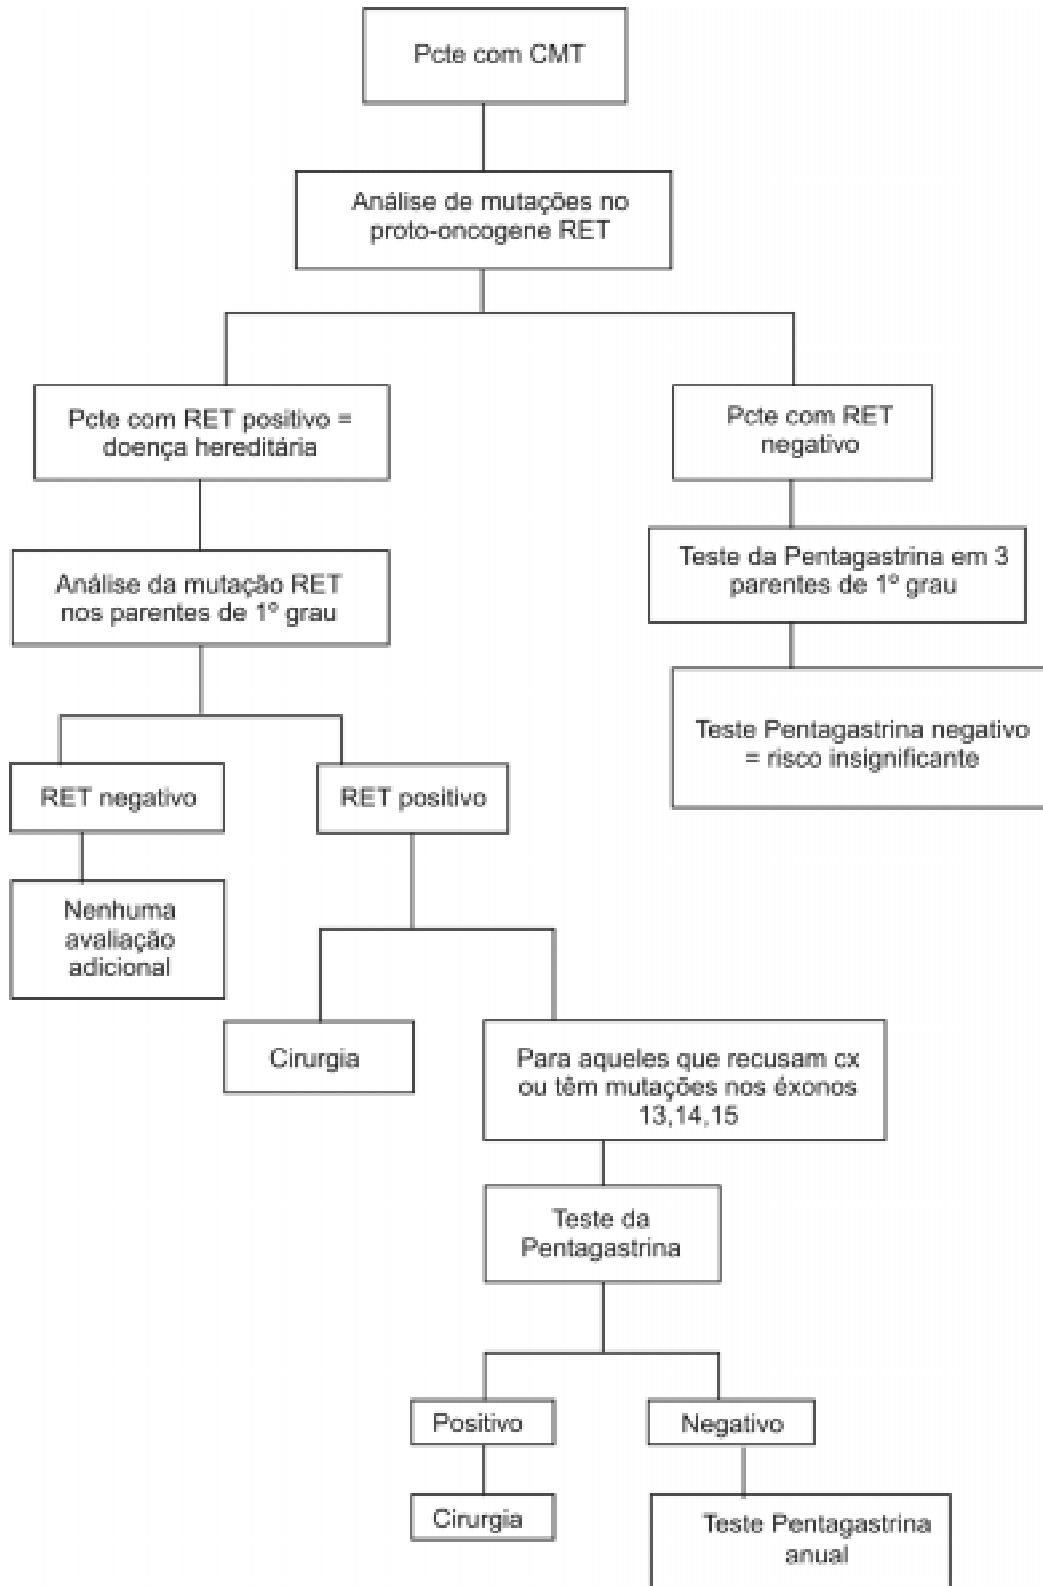 Pcte com CMT
Análise de mutações no
proto-oncogene RET
Pcte com RET positivo =
doença hereditária
Pcte com RET
negativo
Análise da mutação RET
nos parentes de 1º grau
Teste da Pentagastrina em 3
parentes de 1º grau
Teste Pentagastrina negativo
= risco insignificante
RET negativo
RET positivo
Nenhuma
avaliação
adicional
Cirurgia
Para aqueles que recusam cx
ou têm mutações nos éxonos
13,14,15
Teste da
Pentagastrina
Positivo
Negativo
Cirurgia
Teste Pentagastrina
anual